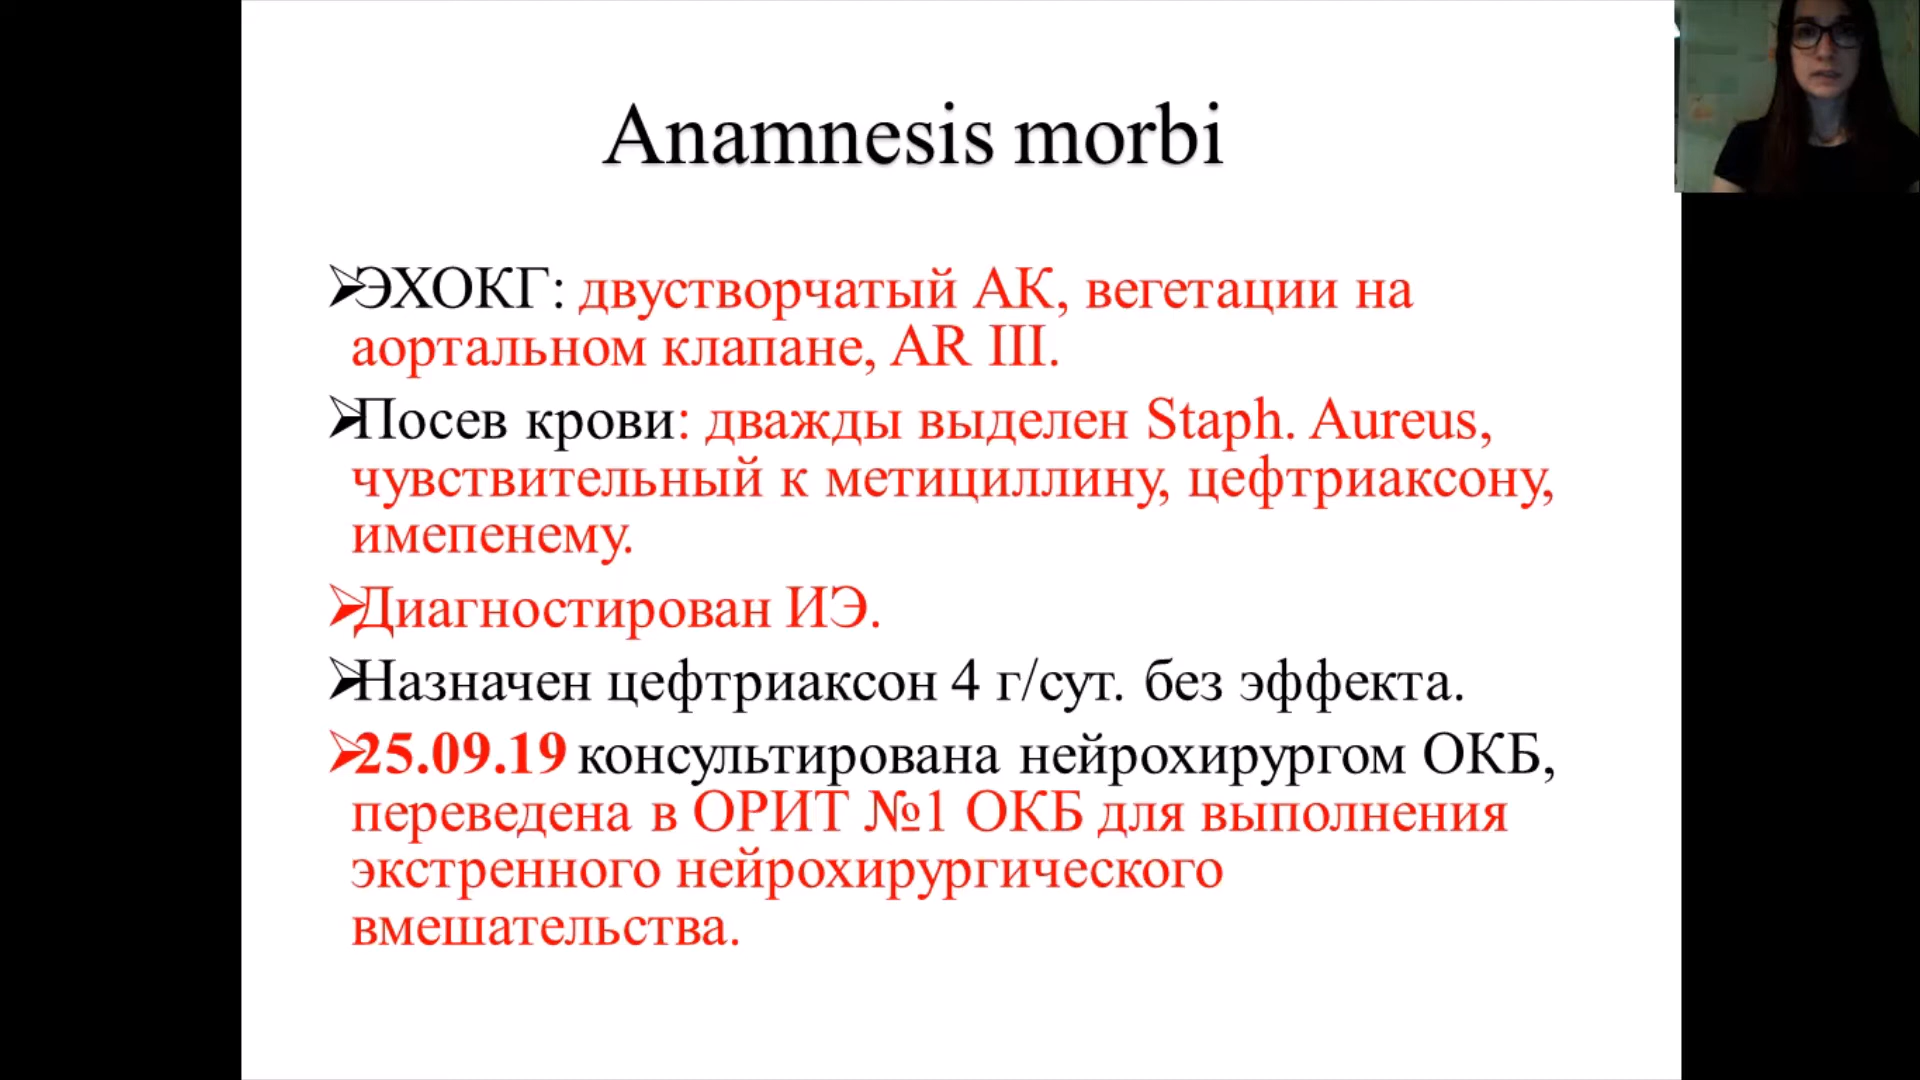 Anamnesis morbi
➢ЭХОКГ: двустворчатый АК, вегетации на
аортальном клапане, AR III.
➢Посев крови: дважды выделен Staph. Aureus,
чувствительный к метициллину, цефтриаксону,
имепенему.
➢Диагностирован ИЭ.
➢Назначен цефтриаксон 4 г/сут. без эффекта.
➢25.09.19 консультирована нейрохирургом ОКБ,
переведена в ОРИТ №1 ОКБ для выполнения
экстренного нейрохирургического
вмешательства.